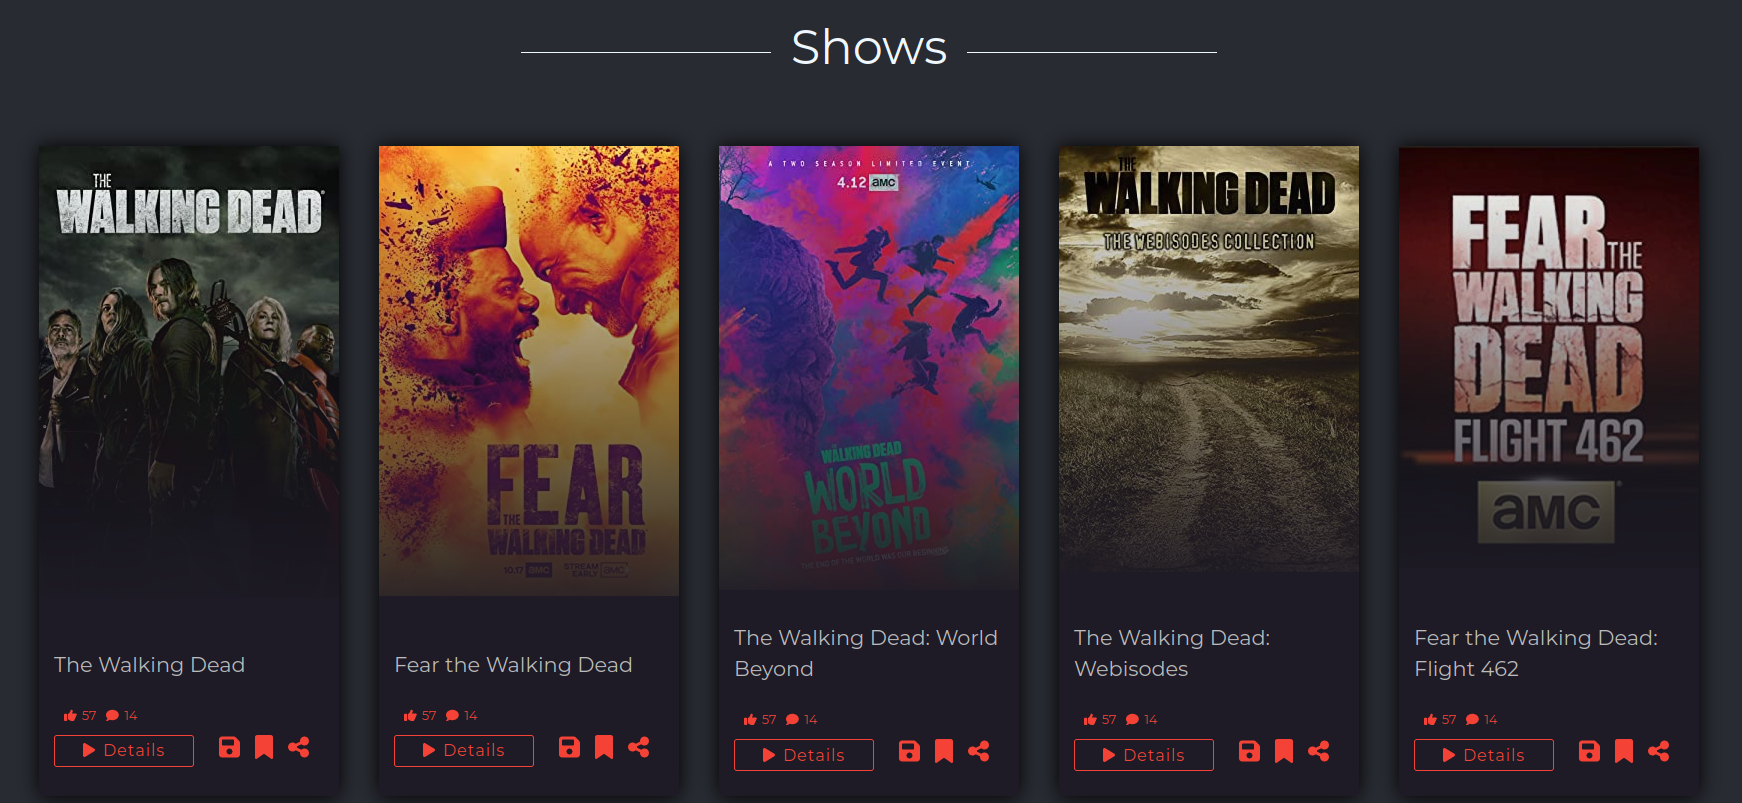 Shows
THE
WALKING DEAD
The Walking Dead
57 14
Details
FEAR
THE
WALKING DEAD
10.17 aMC STREAM EARLY aMC+
Fear the Walking Dead
57 14
Details
A TWO SEASON LIMITED EVENT
4.12 aMC
THE WALKING DEAD
WORLD
BEYOND
THE END OF THE WORLD WAS OUR BEGINNING
The Walking Dead: World
Beyond
57 14
Details
THE
WALKING DEAD
THE WEBISODES COLLECTION
The Walking Dead:
Webisodes
57 14
Details
FEAR THE
WALKING
DEAD
FLIGHT 462
aMC
Fear the Walking Dead:
Flight 462
57 14
Details